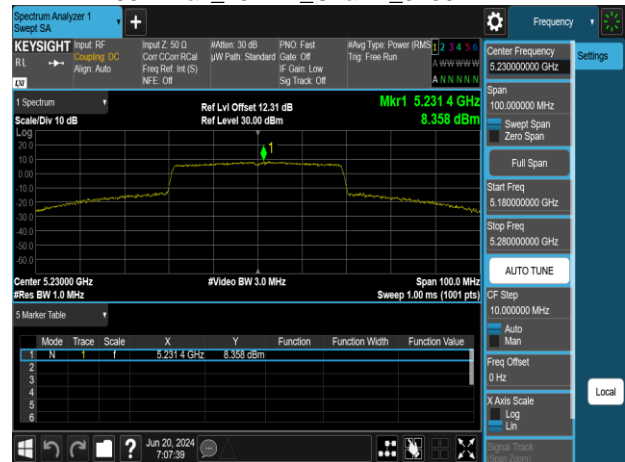 Spectrum Analyzer 1
Swept SA
Frequency
KEYSIGHT
RL
LXI
Input: RF
Coupling: DC
Align: Auto
Input Z: 50 Ω
Corr CCorr RCal
Freq Ref: Int (S)
NFE: Off
#Atten: 30 dB
µW Path: Standard
PNO: Fast
Gate: Off
IF Gain: Low
Sig Track: Off
#Avg Type: Power (RMS
Trig: Free Run
1 2 3 4 5 6
A W W W W W
A N N N N N
1 Spectrum
Scale/Div 10 dB
Ref Lvl Offset 12.31 dB
Ref Level 30.00 dBm
Mkr1 5.231 4 GHz
8.358 dBm
Log
20.0
10.0
0.00
-10.0
-20.0
-30.0
-40.0
-50.0
-60.0
1
Center 5.23000 GHz
#Res BW 1.0 MHz
#Video BW 3.0 MHz
Span 100.0 MHz
Sweep 1.00 ms (1001 pts)
5 Marker Table
Mode Trace Scale X Y Function Function Width Function Value
1 N 1 f 5.231 4 GHz 8.358 dBm
2
3
4
5
6
Jun 20, 2024
7:07:39
Center Frequency
5.230000000 GHz
Span
100.000000 MHz
Swept Span
Zero Span
Full Span
Start Freq
5.180000000 GHz
Stop Freq
5.280000000 GHz
AUTO TUNE
CF Step
10.000000 MHz
Auto
Man
Freq Offset
0 Hz
X Axis Scale
Log
Lin
Signal Track
(Span Zoom)
Settings
Local